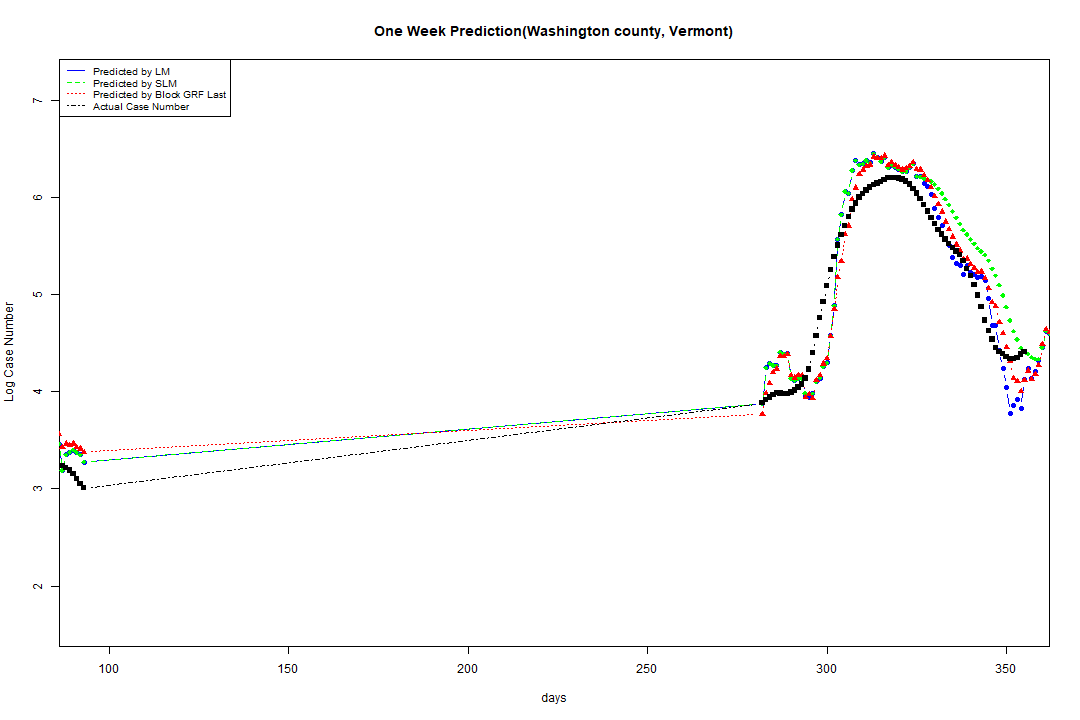 One Week Prediction(Washington county, Vermont)
Predicted by LM
Predicted by SLM
Predicted by Block GRF Last
Actual Case Number
7
6
5
4
3
2
Log Case Number
100 150 200 250 300 350
days